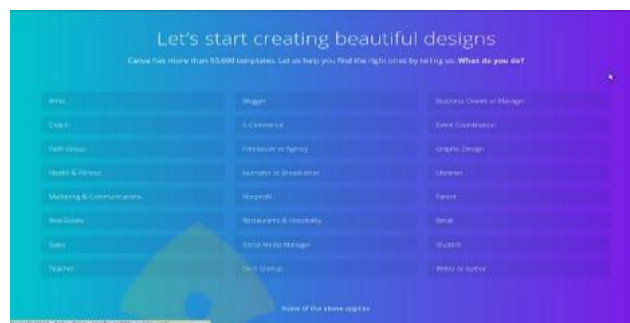 Let's start creating beautiful designs
Canva has more than 50,000 templates. Let us help you find the right ones by telling us: What do you do?
Artist Blogger Business Owner or Manager
Coach E-Commerce Event Coordination
Faith Group Freelancer or Agency Graphic Design
Health & Fitness Journalist or Broadcaster Librarian
Marketing & Communications Nonprofit Parent
Real Estate Restaurants & Hospitality Retail
Sales Social Media Manager Student
Teacher Tech Startup Writer or Author
None of the above applies